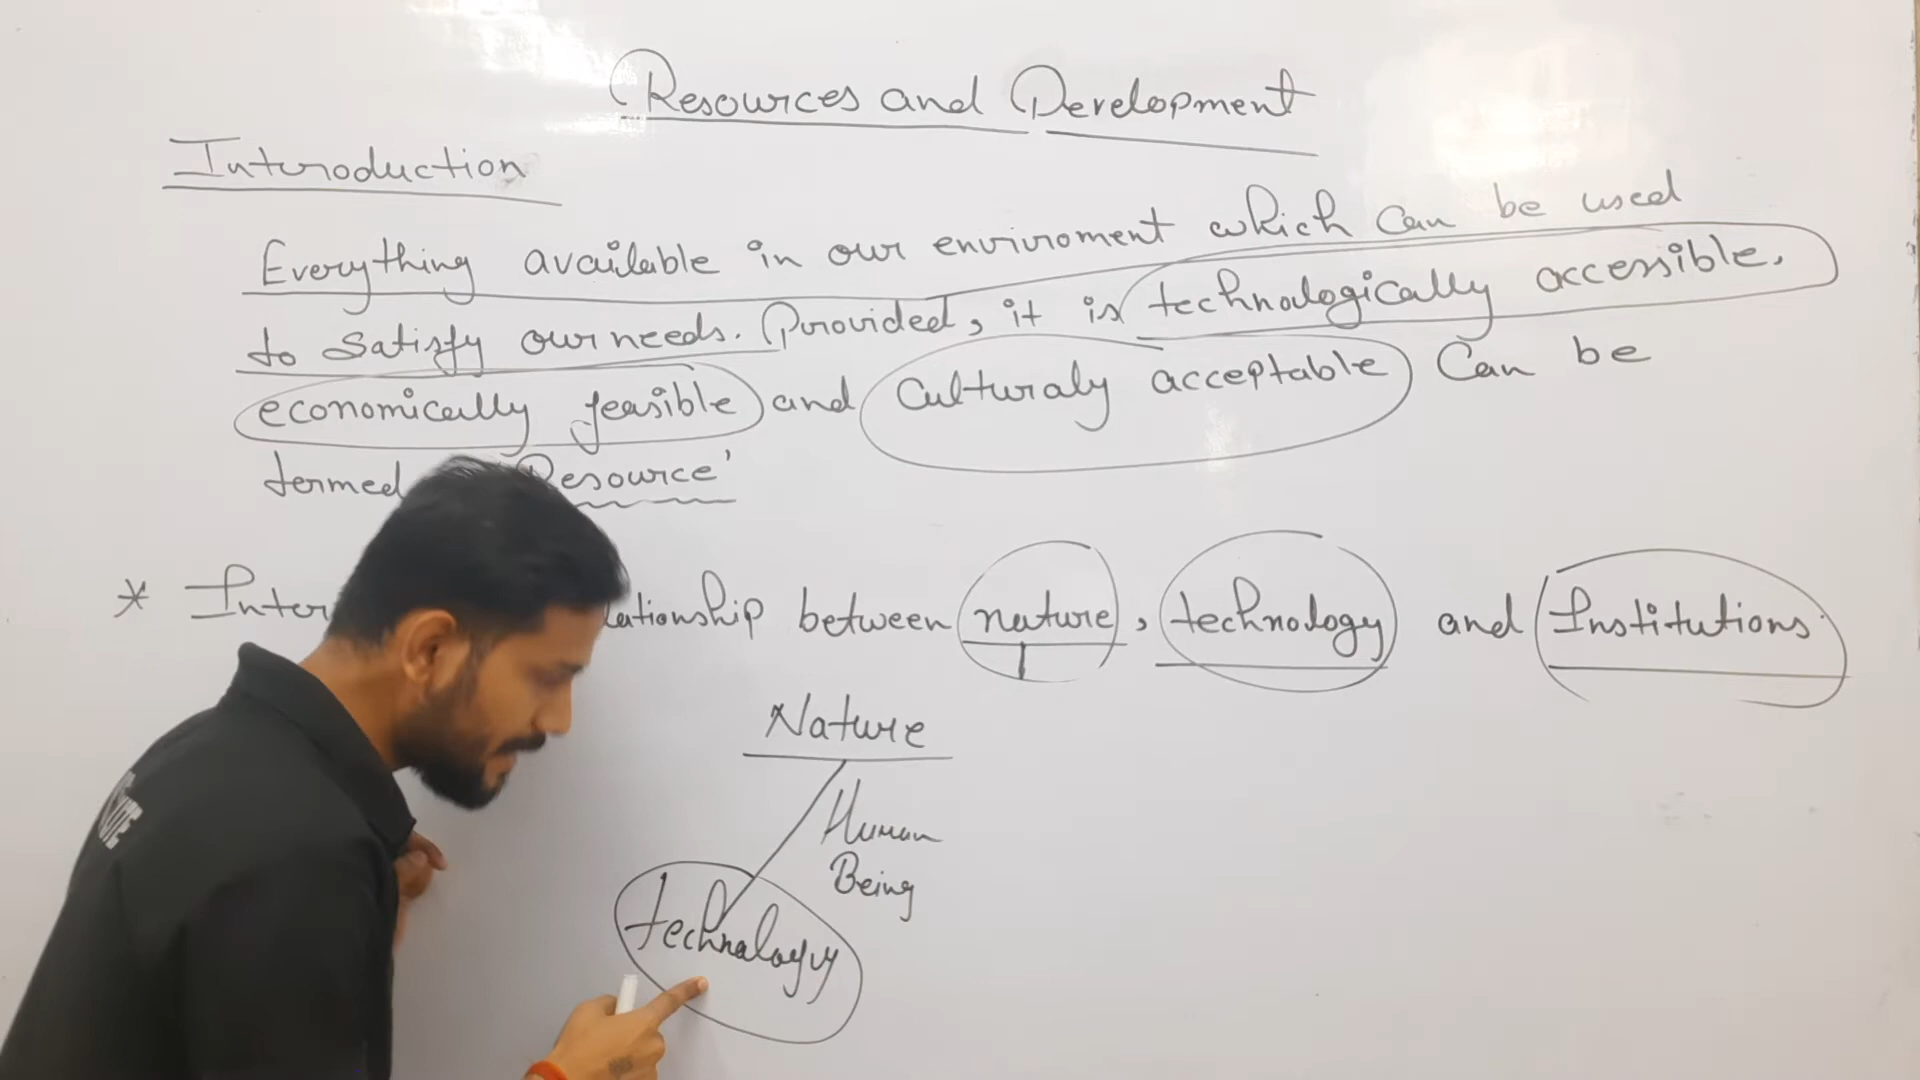 Resources and Development
Introduction
Everything available in our enviroment which can be used
to satisfy our needs. Provided, it is technologically accessible,
economically feasible and Culturaly acceptable Can be
termed Resource'
* Inter lationship between nature, technology and Institutions.
Nature
Human
Being
technology